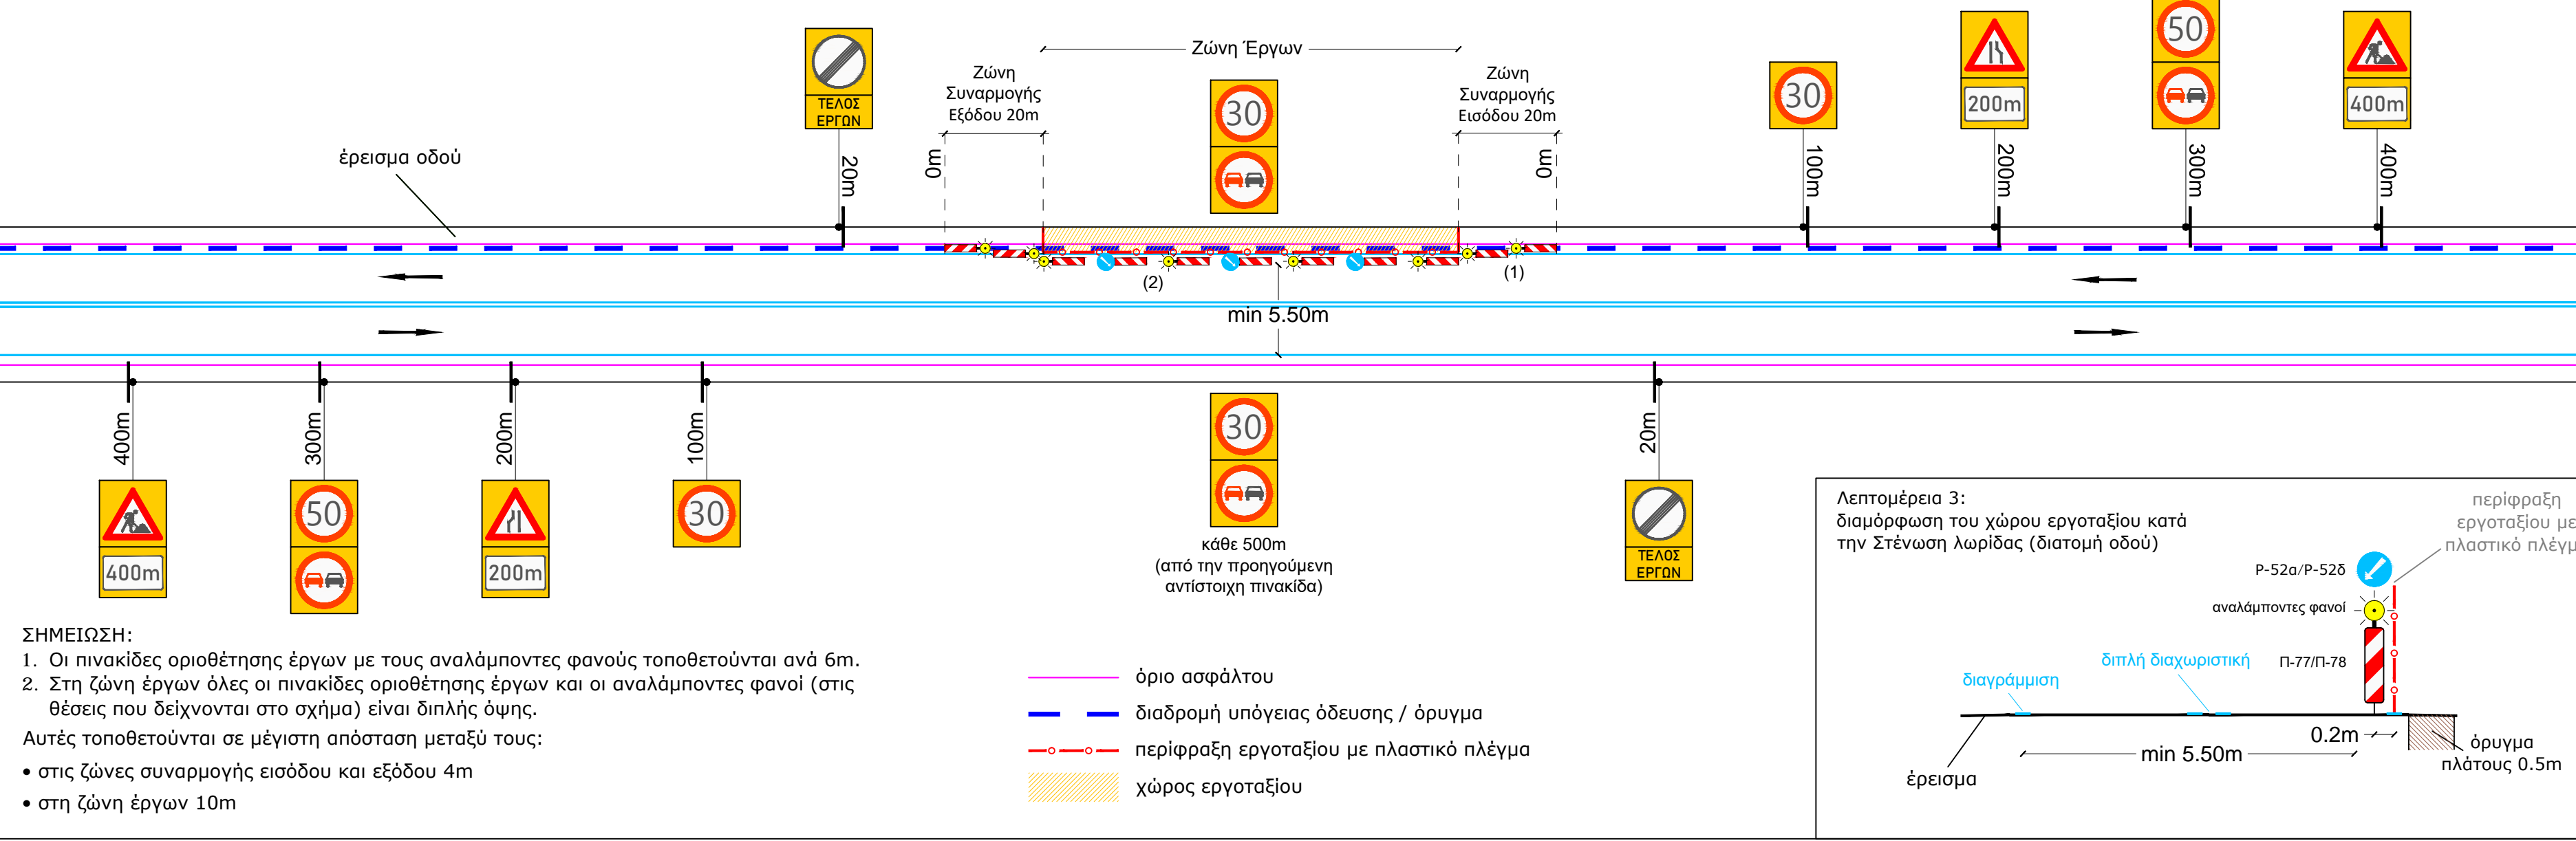 50
30
200m
400m
Ζώνη Έργων
Ζώνη
Συναρμογής
Εξόδου 20m
Ζώνη
Συναρμογής
Εισόδου 20m
ΤΕΛΟΣ
ΕΡΓΩΝ
30
έρεισμα οδού
20m
0m
0m
100m
200m
300m
400m
(2)
(1)
min 5.50m
400m
300m
200m
100m
20m
400m
50
200m
30
30
κάθε 500m
(από την προηγούμενη
αντίστοιχη πινακίδα)
ΤΕΛΟΣ
ΕΡΓΩΝ
ΣΗΜΕΙΩΣΗ:
1. Οι πινακίδες οριοθέτησης έργων με τους αναλάμποντες φανούς τοποθετούνται ανά 6m.
2. Στη ζώνη έργων όλες οι πινακίδες οριοθέτησης έργων και οι αναλάμποντες φανοί (στις
θέσεις που δείχνονται στο σχήμα) είναι διπλής όψης.
Αυτές τοποθετούνται σε μέγιστη απόσταση μεταξύ τους:
• στις ζώνες συναρμογής εισόδου και εξόδου 4m
• στη ζώνη έργων 10m
όριο ασφάλτου
διαδρομή υπόγειας όδευσης / όρυγμα
περίφραξη εργοταξίου με πλαστικό πλέγμα
χώρος εργοταξίου
Λεπτομέρεια 3:
διαμόρφωση του χώρου εργοταξίου κατά
την Στένωση λωρίδας (διατομή οδού)
περίφραξη
εργοταξίου με
πλαστικό πλέγμ
Ρ-52α/Ρ-52δ
αναλάμποντες φανοί
Π-77/Π-78
διπλή διαχωριστική
διαγράμμιση
0.2m
min 5.50m
έρεισμα
όρυγμα
πλάτους 0.5m